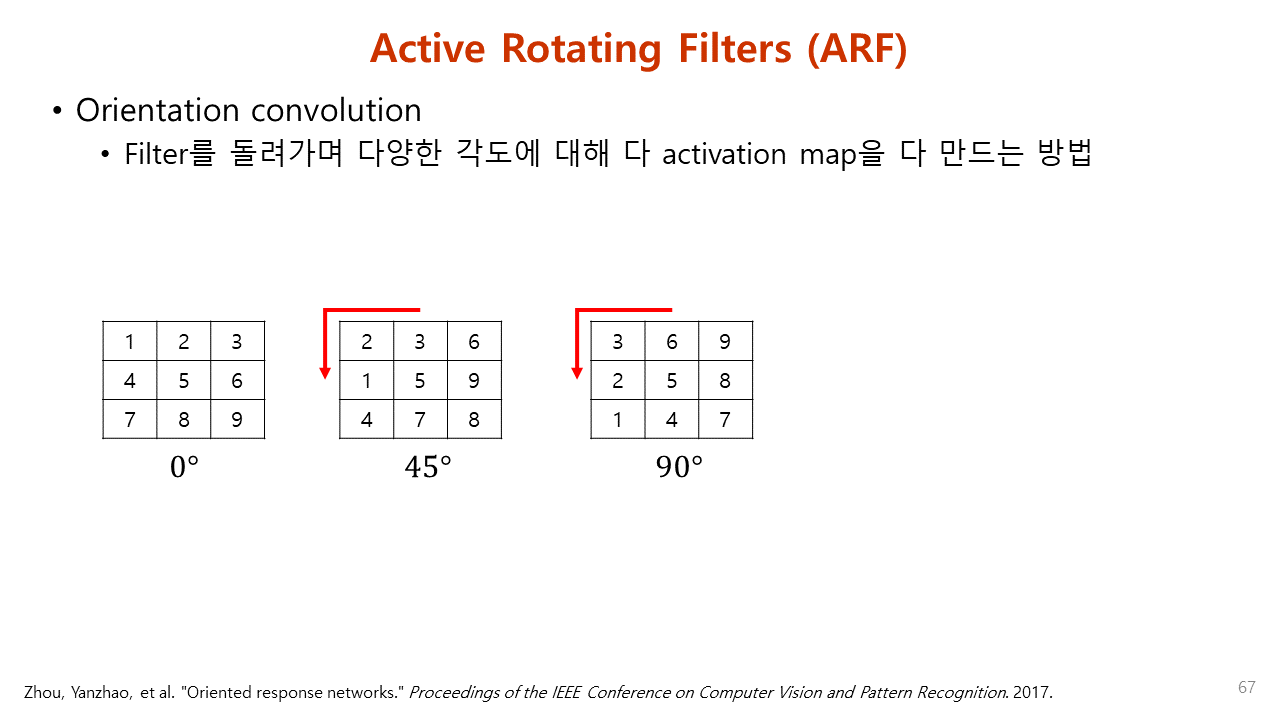 Active Rotating Filters (ARF)
• Orientation convolution
• Filter를 돌려가며 다양한 각도에 대해 다 activation map을 다 만드는 방법
1 2 3
4 5 6
7 8 9
0°
2 3 6
1 5 9
4 7 8
45°
3 6 9
2 5 8
1 4 7
90°
Zhou, Yanzhao, et al. "Oriented response networks." Proceedings of the IEEE Conference on Computer Vision and Pattern Recognition. 2017.
67